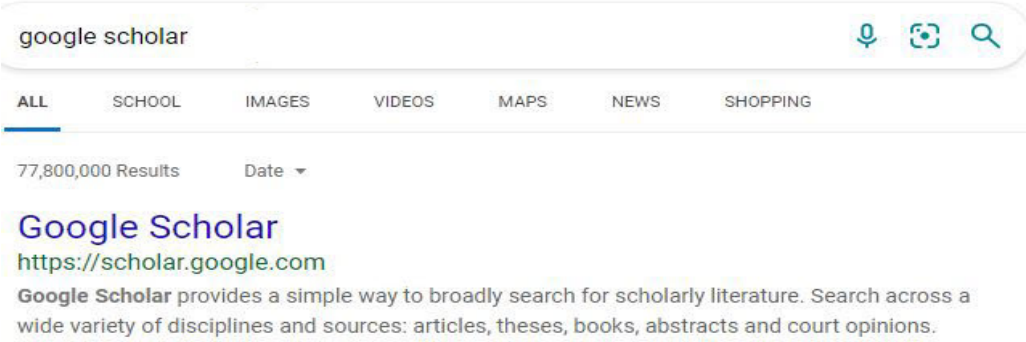 google scholar
ALL SCHOOL IMAGES VIDEOS MAPS NEWS SHOPPING
77,800,000 Results Date
Google Scholar
https://scholar.google.com
Google Scholar provides a simple way to broadly search for scholarly literature. Search across a
wide variety of disciplines and sources: articles, theses, books, abstracts and court opinions.